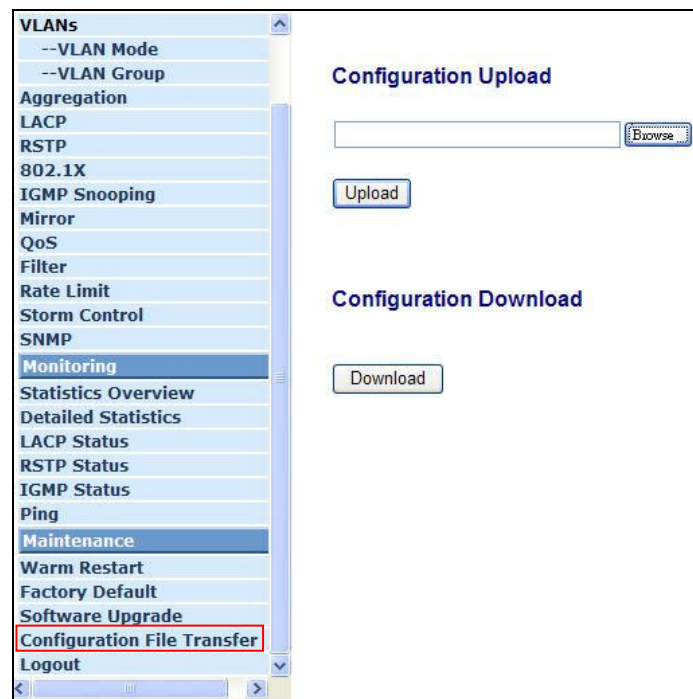 VLANs
--VLAN Mode
--VLAN Group
Aggregation
LACP
RSTP
802.1X
IGMP Snooping
Mirror
QoS
Filter
Rate Limit
Storm Control
SNMP
Monitoring
Statistics Overview
Detailed Statistics
LACP Status
RSTP Status
IGMP Status
Ping
Maintenance
Warm Restart
Factory Default
Software Upgrade
Configuration File Transfer
Logout
Configuration Upload
Browse...
Upload
Configuration Download
Download